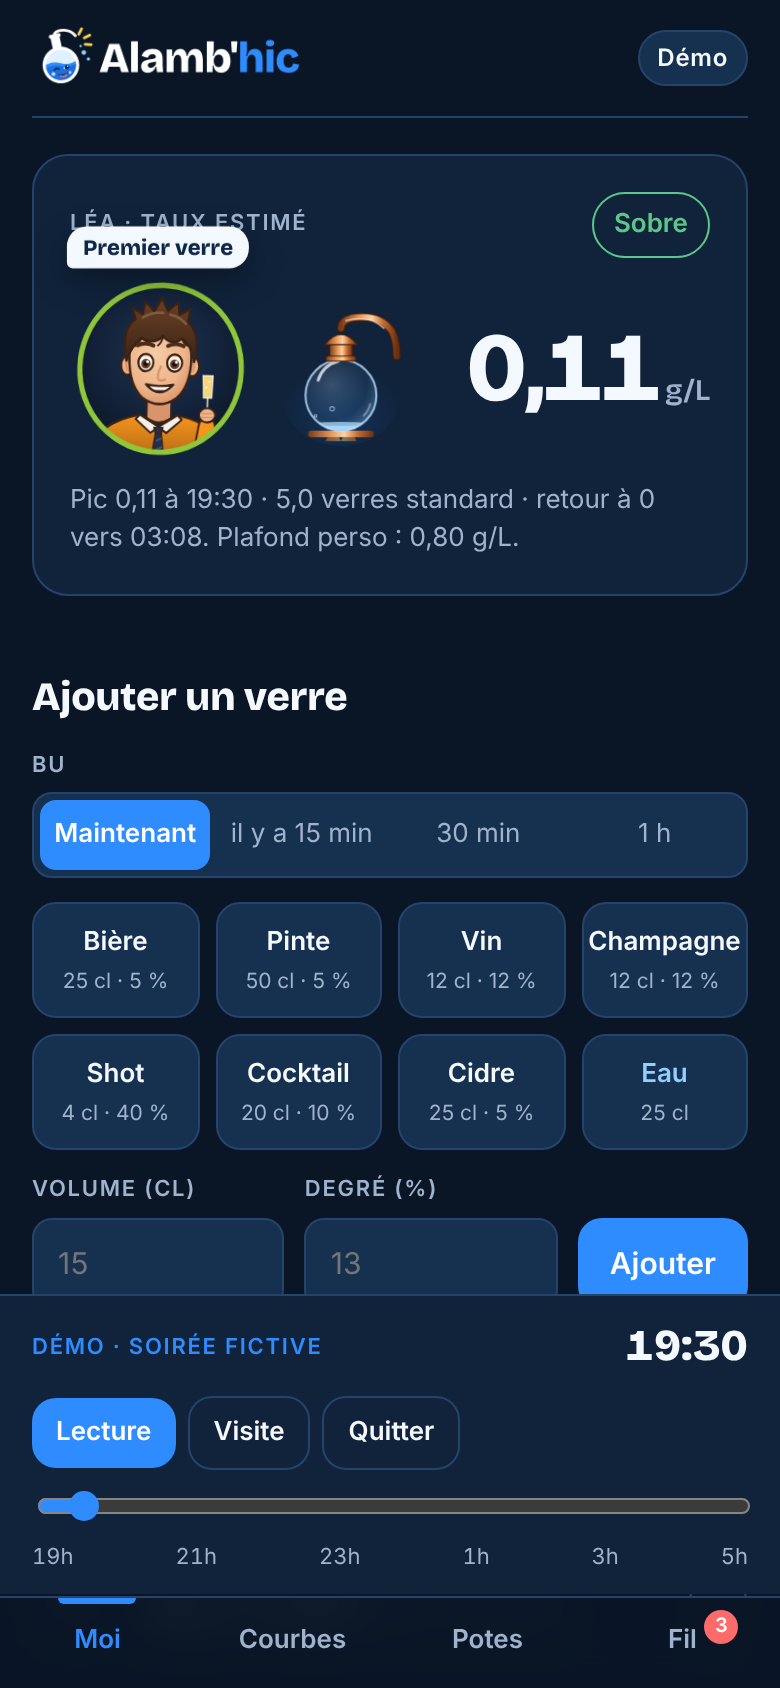 Alamb'hic
Démo
LÉA · TAUX ESTIMÉ
Sobre
Premier verre
0,11 g/L
Pic 0,11 à 19:30 · 5,0 verres standard · retour à 0
vers 03:08. Plafond perso : 0,80 g/L.
Ajouter un verre
BU
Maintenant
il y a 15 min
30 min
1 h
Bière
25 cl · 5 %
Pinte
50 cl · 5 %
Vin
12 cl · 12 %
Champagne
12 cl · 12 %
Shot
4 cl · 40 %
Cocktail
20 cl · 10 %
Cidre
25 cl · 5 %
Eau
25 cl
VOLUME (CL)
DEGRÉ (%)
15
13
Ajouter
DÉMO · SOIRÉE FICTIVE
19:30
Lecture
Visite
Quitter
19h
21h
23h
1h
3h
5h
Moi
Courbes
Potes
Fil
3